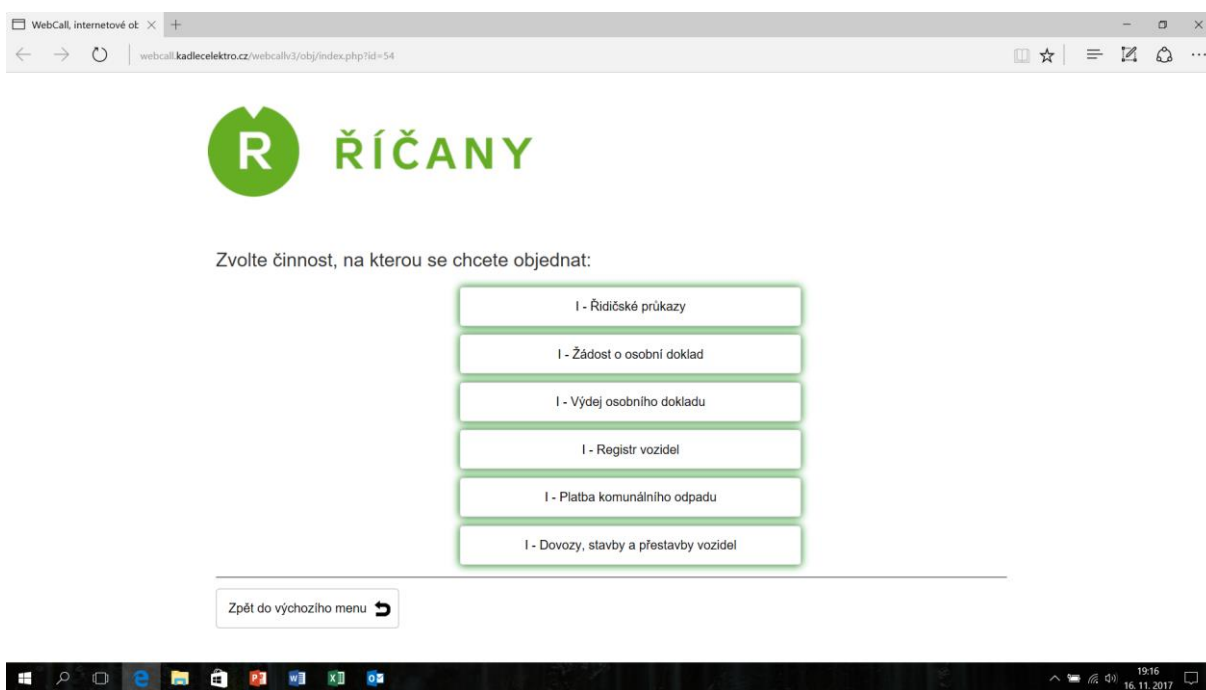 WebCall, internetové ob
webcall.kadlecelektro.cz/webcallv3/obj/index.php?id=54
R ŘÍČANY
Zvolte činnost, na kterou se chcete objednat:
I - Řidičské průkazy
I - Žádost o osobní doklad
I - Výdej osobního dokladu
I - Registr vozidel
I - Platba komunálního odpadu
I - Dovozy, stavby a přestavby vozidel
Zpět do výchozího menu
19:16
16. 11. 2017